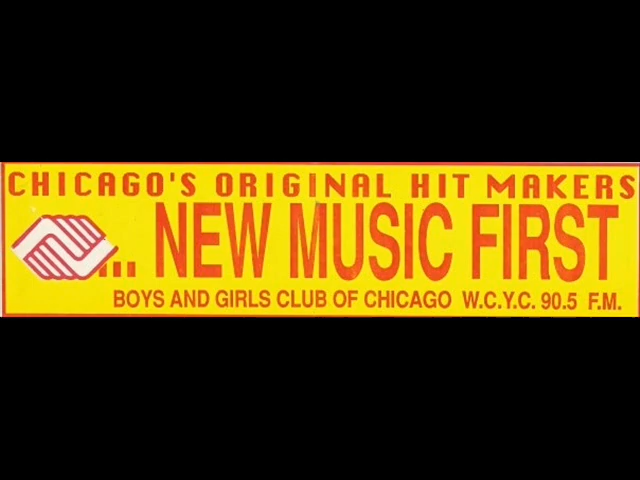 CHICAGO'S ORIGINAL HIT MAKERS
... NEW MUSIC FIRST
BOYS AND GIRLS CLUB OF CHICAGO W.C.Y.C. 90.5 F.M.